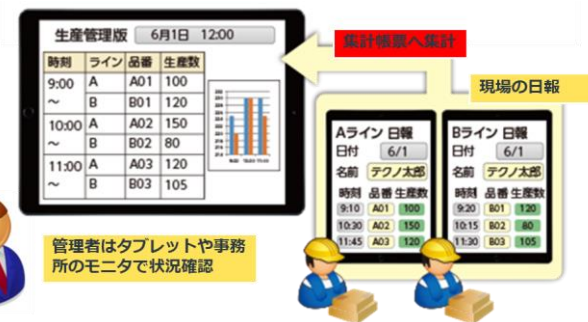 生産管理版 6月1日 12:00
時刻 ライン 品番 生産数
9:00 A A01 100
～ B B01 120
10:00 A A02 150
～ B B02 80
11:00 A A03 120
～ B B03 105
集計帳票へ集計
現場の日報
Aライン 日報
日付 6/1
名前 テクノ太郎
時刻 品番 生産数
9:10 A01 100
10:30 A02 150
11:45 A03 120
Bライン 日報
日付 6/1
名前 テクノ太郎
時刻 品番 生産数
9:20 B01 120
10:15 B02 80
11:30 B03 105
管理者はタブレットや事務
所のモニタで状況確認